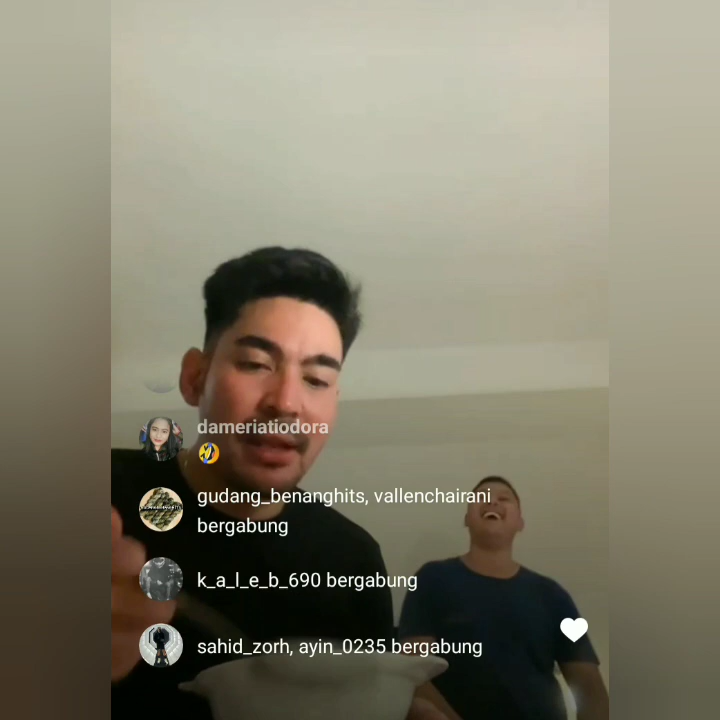 dameriatiodora
🤣
gudang_benanghits, vallenchairani
bergabung
k_a_l_e_b_690 bergabung
sahid_zorh, ayin_0235 bergabung